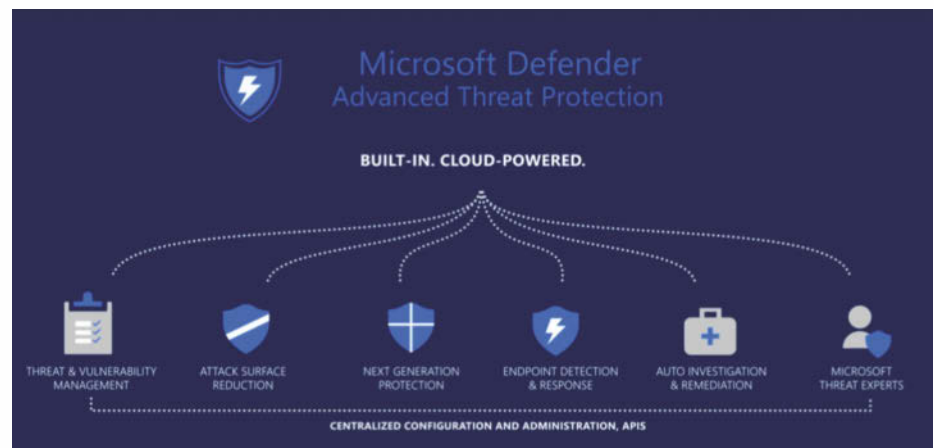 Microsoft Defender
Advanced Threat Protection
BUILT-IN. CLOUD-POWERED.
THREAT & VULNERABILITY
MANAGEMENT
ATTACK SURFACE
REDUCTION
NEXT GENERATION
PROTECTION
ENDPOINT DETECTION
& RESPONSE
AUTO INVESTIGATION
& REMEDIATION
MICROSOFT
THREAT EXPERTS
CENTRALIZED CONFIGURATION AND ADMINISTRATION, APIS